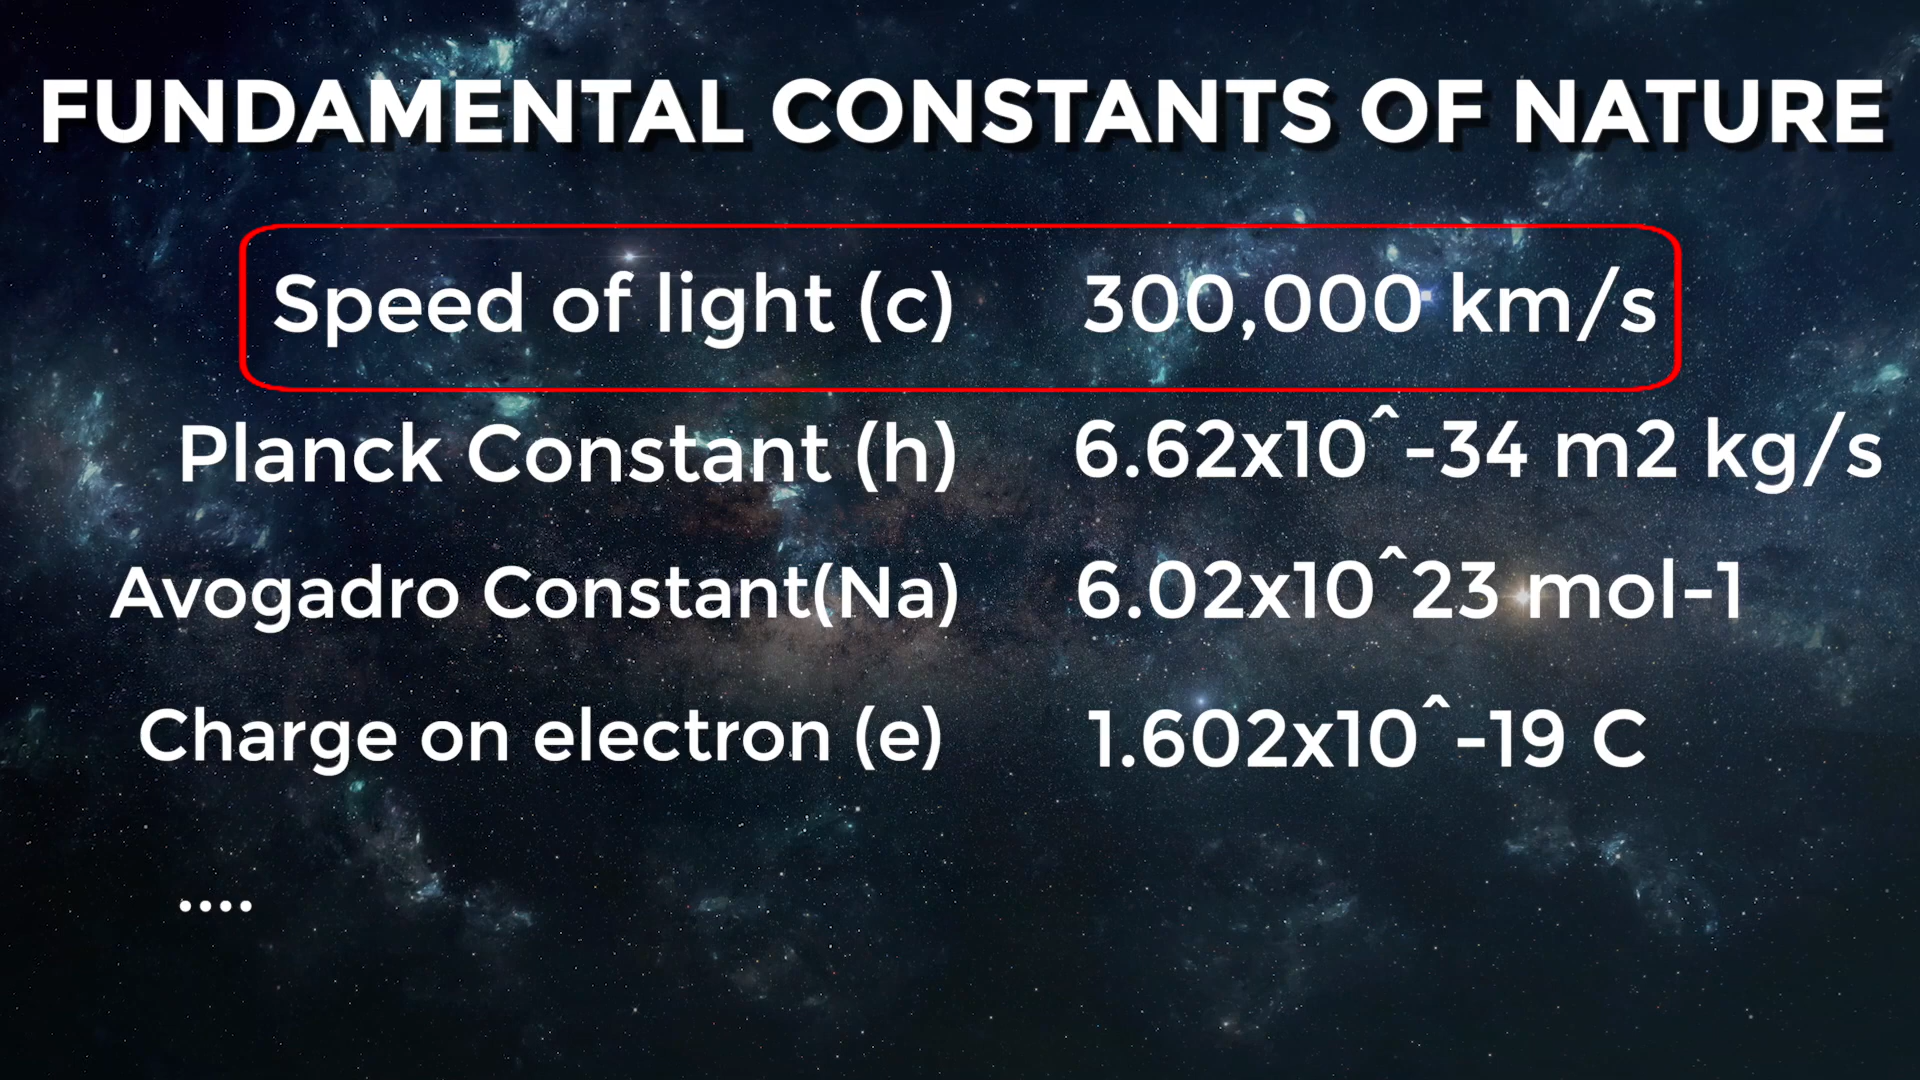 FUNDAMENTAL CONSTANTS OF NATURE
Speed of light (c) 300,000 km/s
Planck Constant (h) 6.62x10^-34 m2 kg/s
Avogadro Constant(Na) 6.02x10^23 mol-1
Charge on electron (e) 1.602x10^-19 C
....